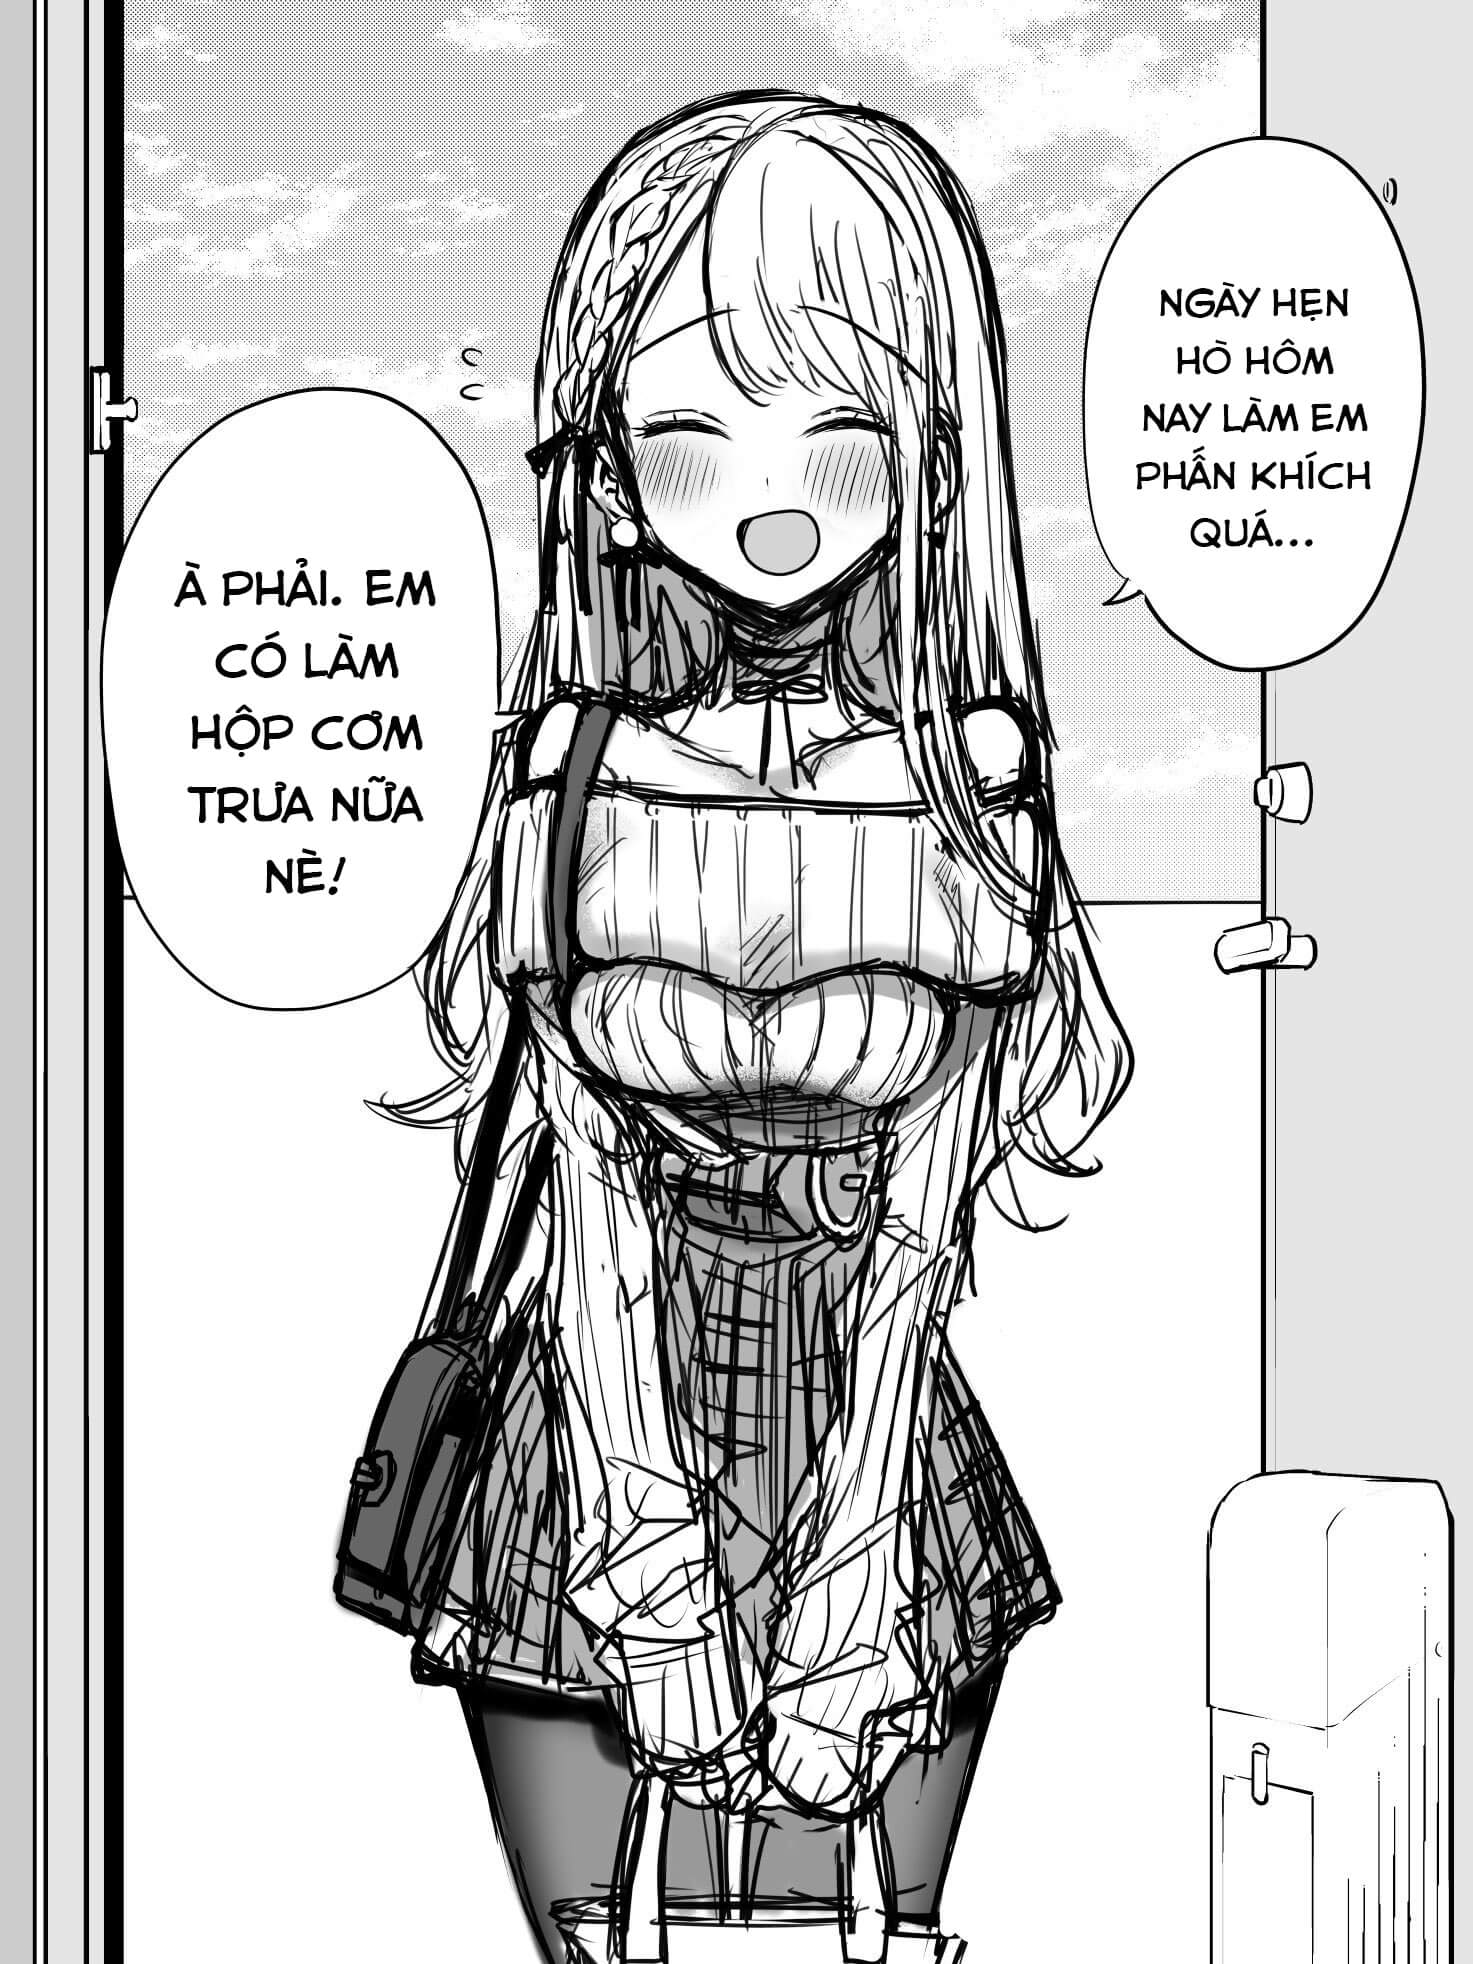 NGÀY HẸN
HÒ HÔM
NAY LÀM EM
PHẤN KHÍCH
QUÁ...
À PHẢI. EM
CÓ LÀM
HỘP CƠM
TRƯA NỮA
NÈ!